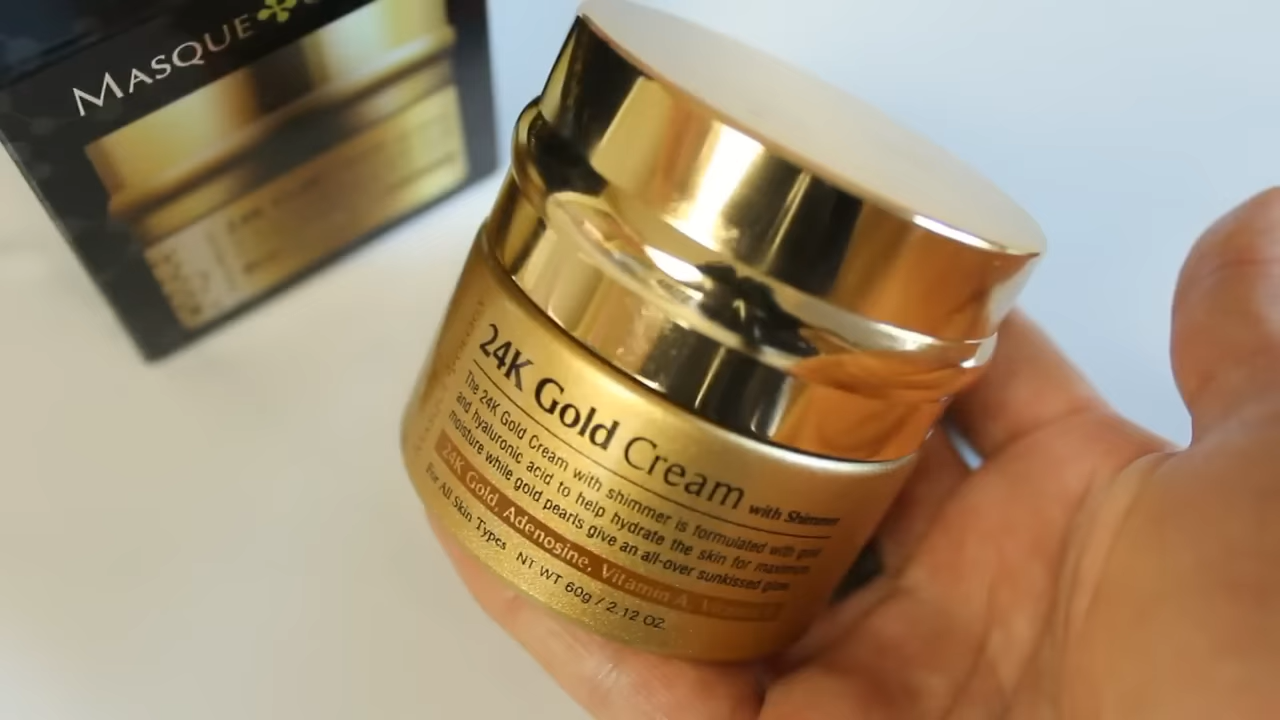 MASQUE
24K Gold Cream with Shimmer
The 24K Gold Cream with shimmer is formulated with gold
and hyaluronic acid to help hydrate the skin for maximum
moisture while gold pearls give an all-over sunkissed glow.
24K Gold, Adenosine, Vitamin A,
For All Skin Types NT WT 60g / 2.12 OZ.